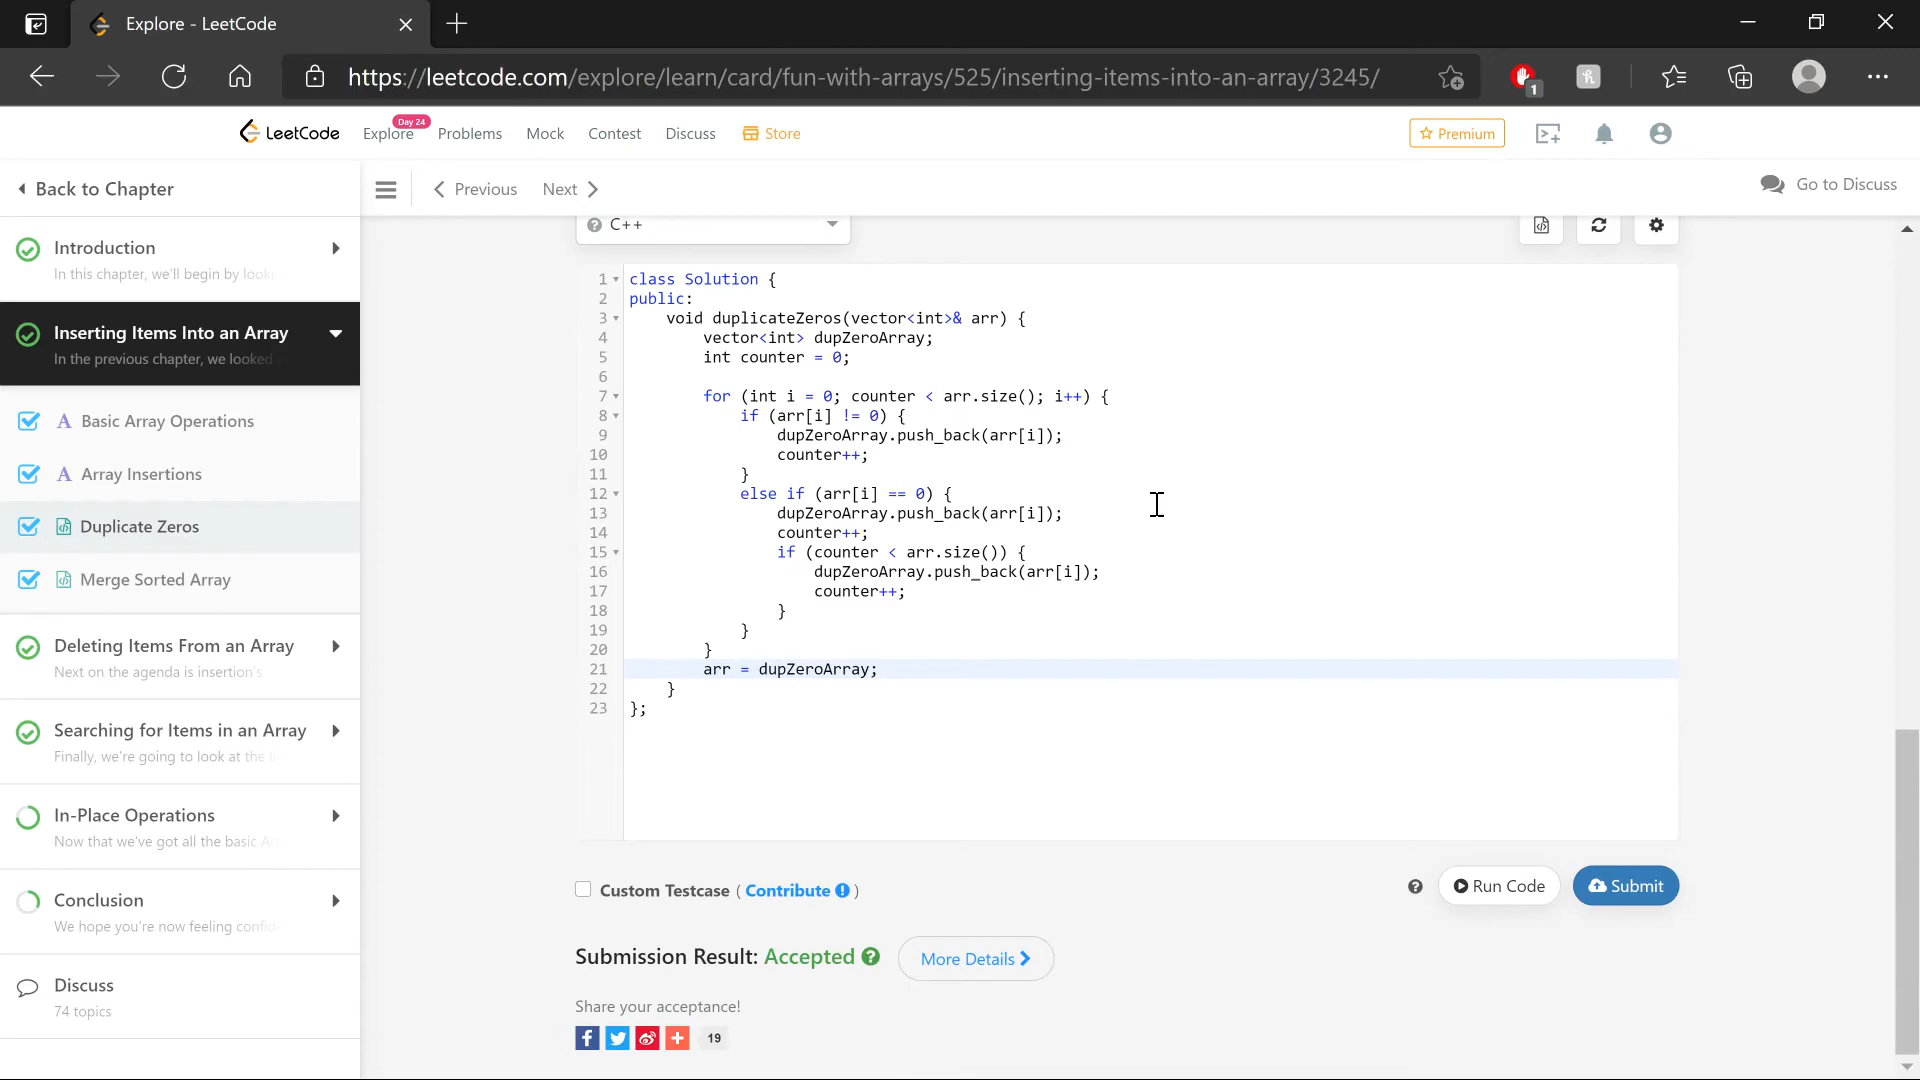 Explore - LeetCode
https://leetcode.com/explore/learn/card/fun-with-arrays/525/inserting-items-into-an-array/3245/
1
LeetCode
Explore
Day 24
Problems
Mock
Contest
Discuss
Store
Premium
Back to Chapter
Previous
Next
Go to Discuss
Introduction
In this chapter, we'll begin by looki
Inserting Items Into an Array
In the previous chapter, we looked
A Basic Array Operations
A Array Insertions
Duplicate Zeros
Merge Sorted Array
Deleting Items From an Array
Next on the agenda is insertion's
Searching for Items in an Array
Finally, we're going to look at the
In-Place Operations
Now that we've got all the basic Ar
Conclusion
We hope you're now feeling confid
Discuss
74 topics
C++
1 class Solution {
2 public:
3 void duplicateZeros(vector<int>& arr) {
4 vector<int> dupZeroArray;
5 int counter = 0;
6
7 for (int i = 0; counter < arr.size(); i++) {
8 if (arr[i] != 0) {
9 dupZeroArray.push_back(arr[i]);
10 counter++;
11 }
12 else if (arr[i] == 0) {
13 dupZeroArray.push_back(arr[i]);
14 counter++;
15 if (counter < arr.size()) {
16 dupZeroArray.push_back(arr[i]);
17 counter++;
18 }
19 }
20 }
21 arr = dupZeroArray;
22 }
23 };
Custom Testcase ( Contribute )
Run Code
Submit
Submission Result: Accepted
More Details
Share your acceptance!
19